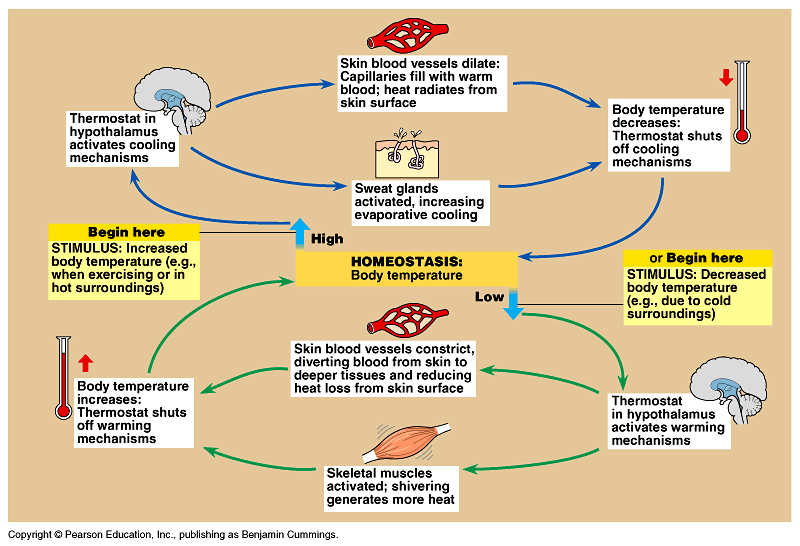 Skin blood vessels dilate:
Capillaries fill with warm
blood; heat radiates from
skin surface
Thermostat in
hypothalamus
activates cooling
mechanisms
Body temperature
decreases:
Thermostat shuts
off cooling
mechanisms
Sweat glands
activated, increasing
evaporative cooling
Begin here
STIMULUS: Increased
body temperature (e.g.,
when exercising or in
hot surroundings)
High
HOMEOSTASIS:
Body temperature
Low
or Begin here
STIMULUS: Decreased
body temperature
(e.g., due to cold
surroundings)
Skin blood vessels constrict,
diverting blood from skin to
deeper tissues and reducing
heat loss from skin surface
Body temperature
increases:
Thermostat shuts
off warming
mechanisms
Thermostat
in hypothalamus
activates warming
mechanisms
Skeletal muscles
activated; shivering
generates more heat
Copyright © Pearson Education, Inc., publishing as Benjamin Cummings.